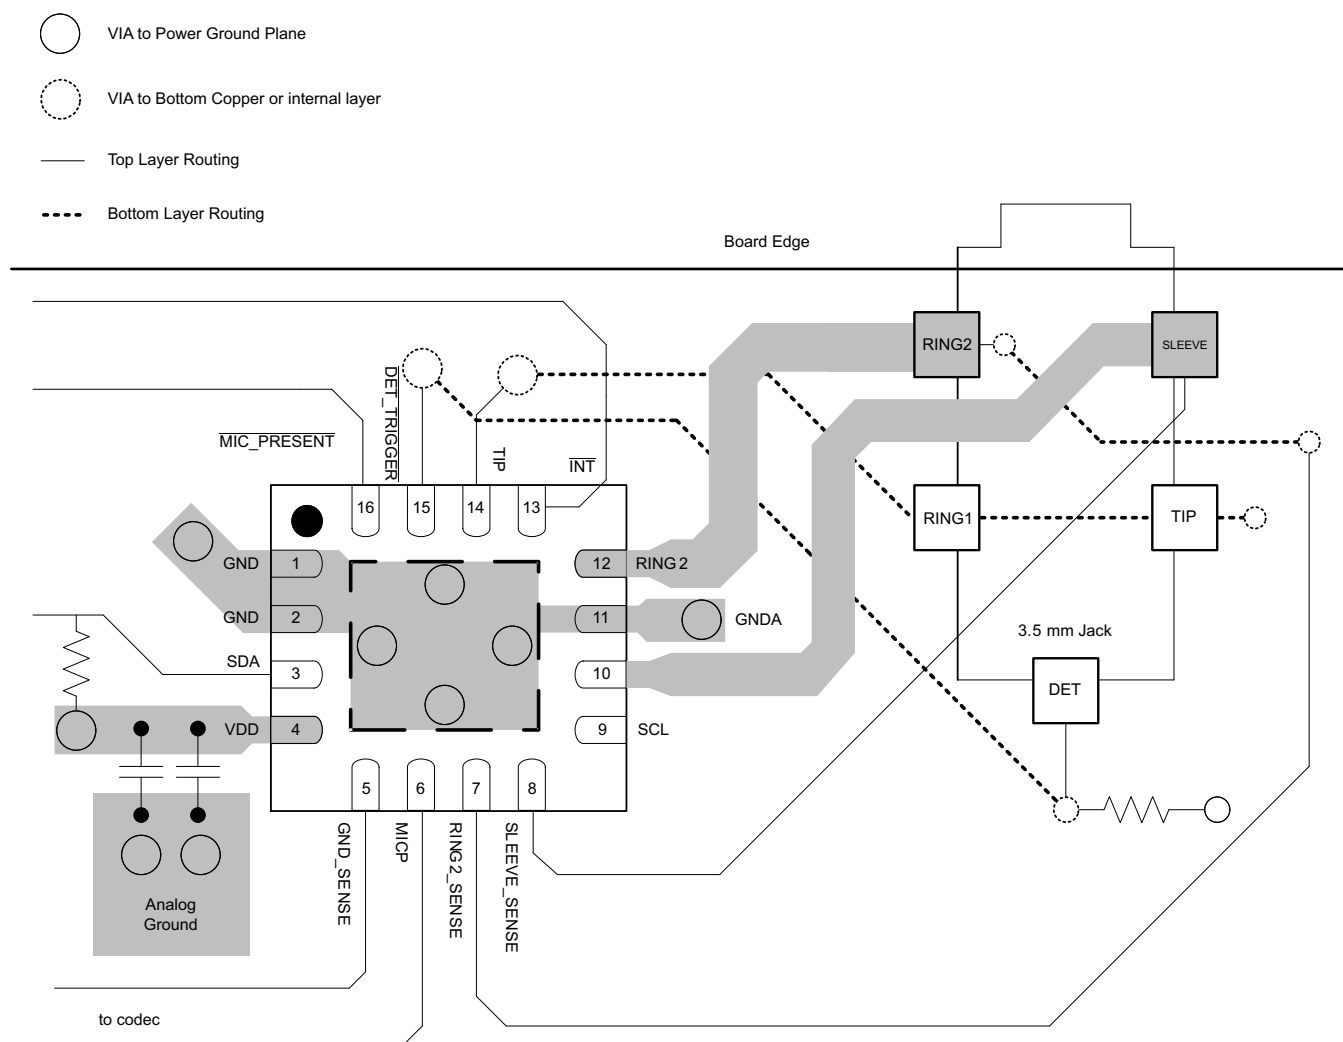 VIA to Power Ground Plane
VIA to Bottom Copper or internal layer
Top Layer Routing
Bottom Layer Routing
Board Edge
RING2
SLEEVE
DET_TRIGGER
MIC_PRESENT
TIP
INT
16
15
14
13
RING1
TIP
GND
1
12
RING2
GND
2
11
GNDA
3.5 mm Jack
SDA
3
10
DET
VDD
4
9
SCL
5
6
7
8
GND_SENSE
MICP
RING2_SENSE
SLEEVE_SENSE
Analog
Ground
to codec